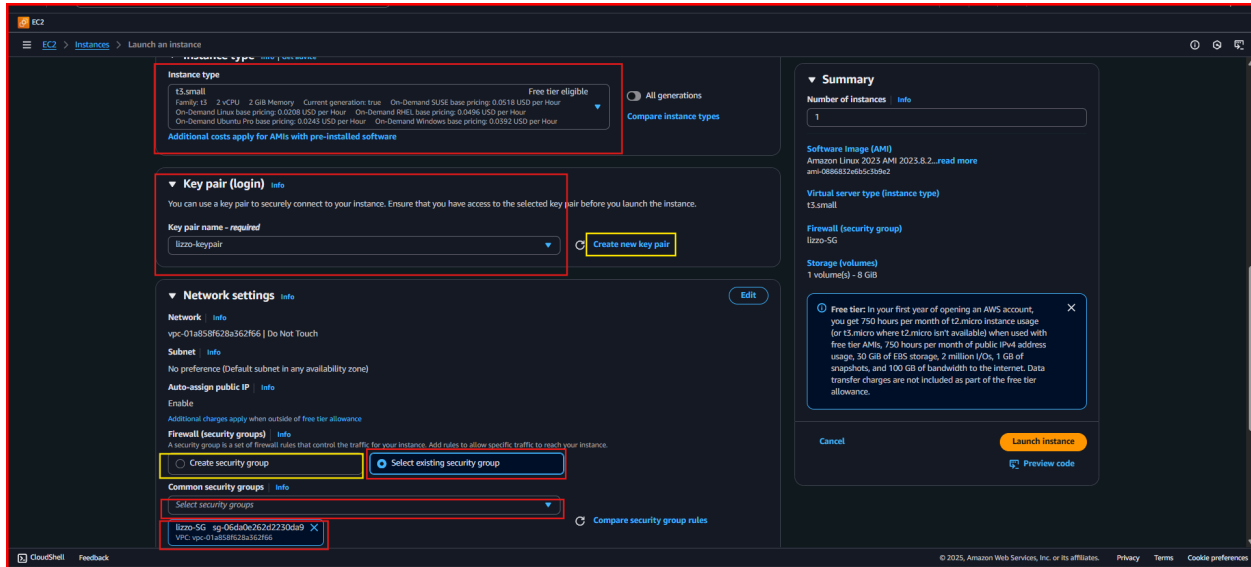 EC2
EC2 > Instances > Launch an instance
Instance type Info | Get advice
Instance type
t3.small Free tier eligible
Family: t3 2 vCPU 2 GiB Memory Current generation: true On-Demand SUSE base pricing: 0.0518 USD per Hour
On-Demand Linux base pricing: 0.0208 USD per Hour On-Demand RHEL base pricing: 0.0496 USD per Hour
On-Demand Ubuntu Pro base pricing: 0.0243 USD per Hour On-Demand Windows base pricing: 0.0392 USD per Hour
All generations
Compare instance types
Additional costs apply for AMIs with pre-installed software
Key pair (login) Info
You can use a key pair to securely connect to your instance. Ensure that you have access to the selected key pair before you launch the instance.
Key pair name - required
lizzo-keypair
Create new key pair
Network settings Info
Edit
Network Info
vpc-01a858f628a362f66 | Do Not Touch
Subnet Info
No preference (Default subnet in any availability zone)
Auto-assign public IP Info
Enable
Additional charges apply when outside of free tier allowance
Firewall (security groups) Info
A security group is a set of firewall rules that control the traffic for your instance. Add rules to allow specific traffic to reach your instance.
Create security group
Select existing security group
Common security groups Info
Select security groups
lizzo-SG sg-06da0e262d2230da9
VPC: vpc-01a858f628a362f66
Compare security group rules
Summary
Number of instances Info
1
Software Image (AMI)
Amazon Linux 2023 AMI 2023.8.2...read more
ami-0886832e6b5c3b9e2
Virtual server type (instance type)
t3.small
Firewall (security group)
lizzo-SG
Storage (volumes)
1 volume(s) - 8 GiB
Free tier: In your first year of opening an AWS account,
you get 750 hours per month of t2.micro instance usage
(or t3.micro where t2.micro isn't available) when used with
free tier AMIs, 750 hours per month of public IPv4 address
usage, 30 GiB of EBS storage, 2 million I/Os, 1 GB of
snapshots, and 100 GB of bandwidth to the internet. Data
transfer charges are not included as part of the free tier
allowance.
Cancel
Launch instance
Preview code
CloudShell Feedback
© 2025, Amazon Web Services, Inc. or its affiliates. Privacy Terms Cookie preferences